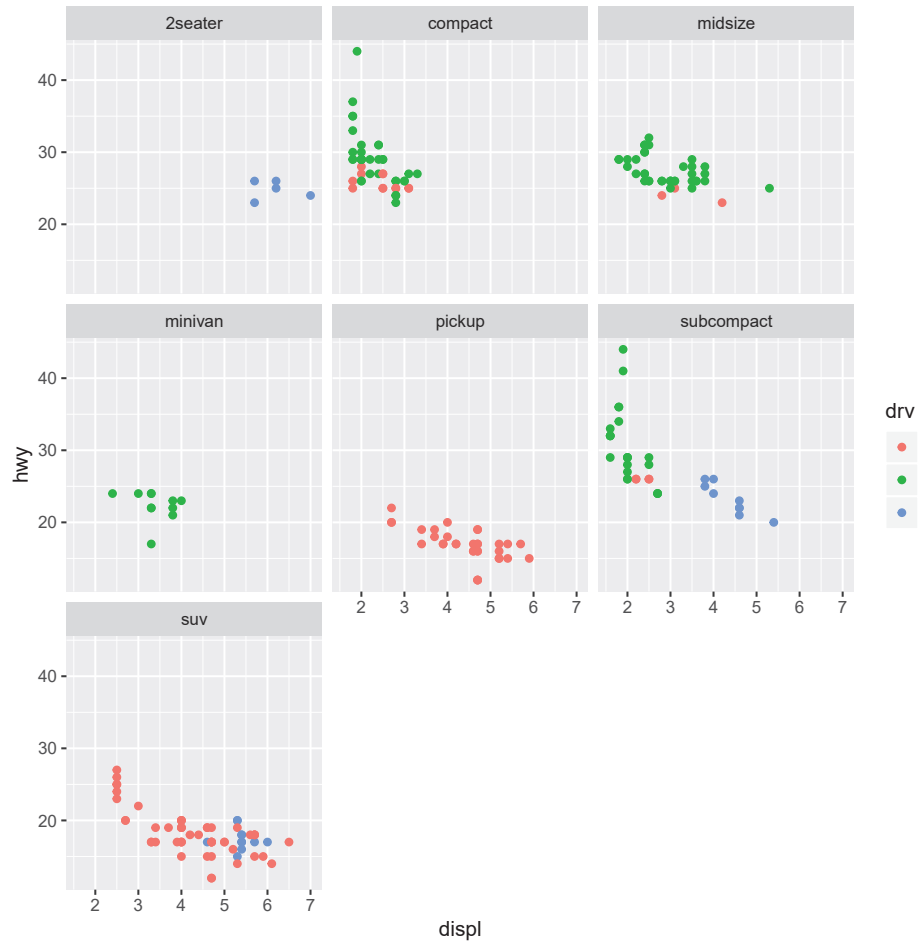 2seater compact midsize
40
30
20
minivan pickup subcompact
40
30
20
hwy
drv
2 3 4 5 6 7 2 3 4 5 6 7
suv
40
30
20
2 3 4 5 6 7
displ